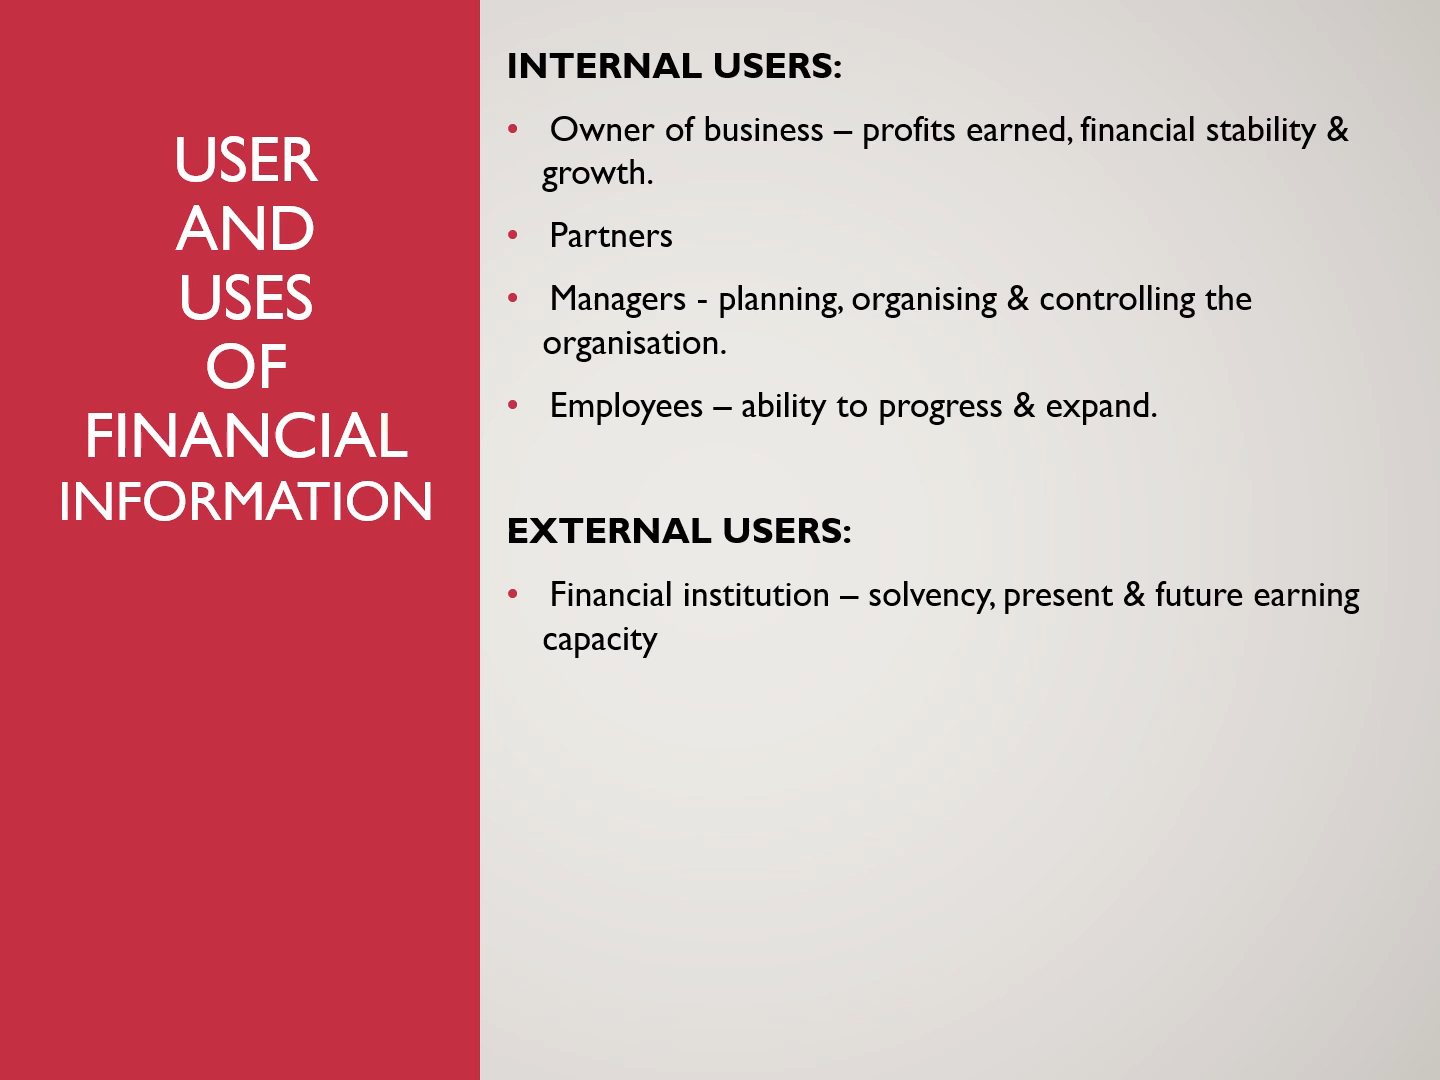 USER
AND
USES
OF
FINANCIAL
INFORMATION
INTERNAL USERS:
• Owner of business – profits earned, financial stability &
growth.
• Partners
• Managers - planning, organising & controlling the
organisation.
• Employees – ability to progress & expand.
EXTERNAL USERS:
• Financial institution – solvency, present & future earning
capacity